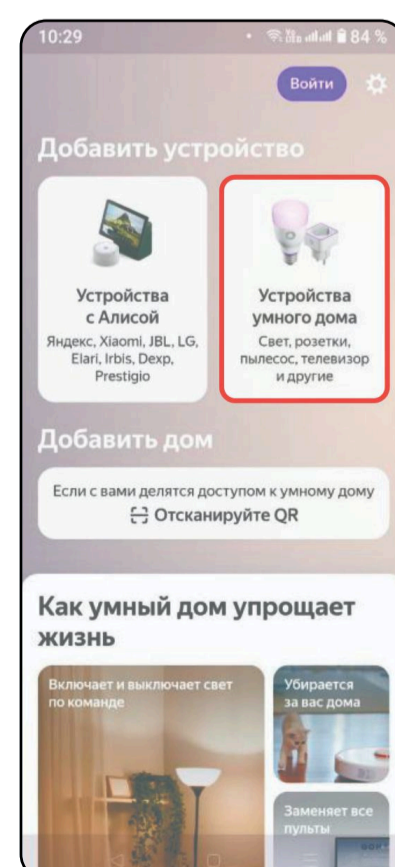 10:29
84 %
Войти
Добавить устройство
Устройства
с Алисой
Яндекс, Xiaomi, JBL, LG,
Elari, Irbis, Dexp,
Prestigio
Устройства
умного дома
Свет, розетки,
пылесос, телевизор
и другие
Добавить дом
Если с вами делятся доступом к умному дому
Отсканируйте QR
Как умный дом упрощает
жизнь
Включает и выключает свет
по команде
Убирается
за вас дома
Заменяет все
пульты